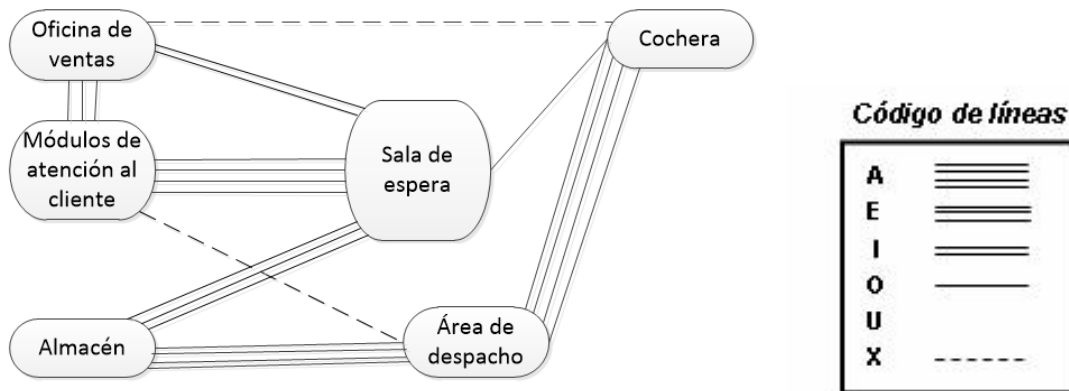 Oficina de
ventas
Cochera
Módulos de
atención al
cliente
Sala de
espera
Almacén
Área de
despacho
Código de líneas
A
E
I
O
U
X